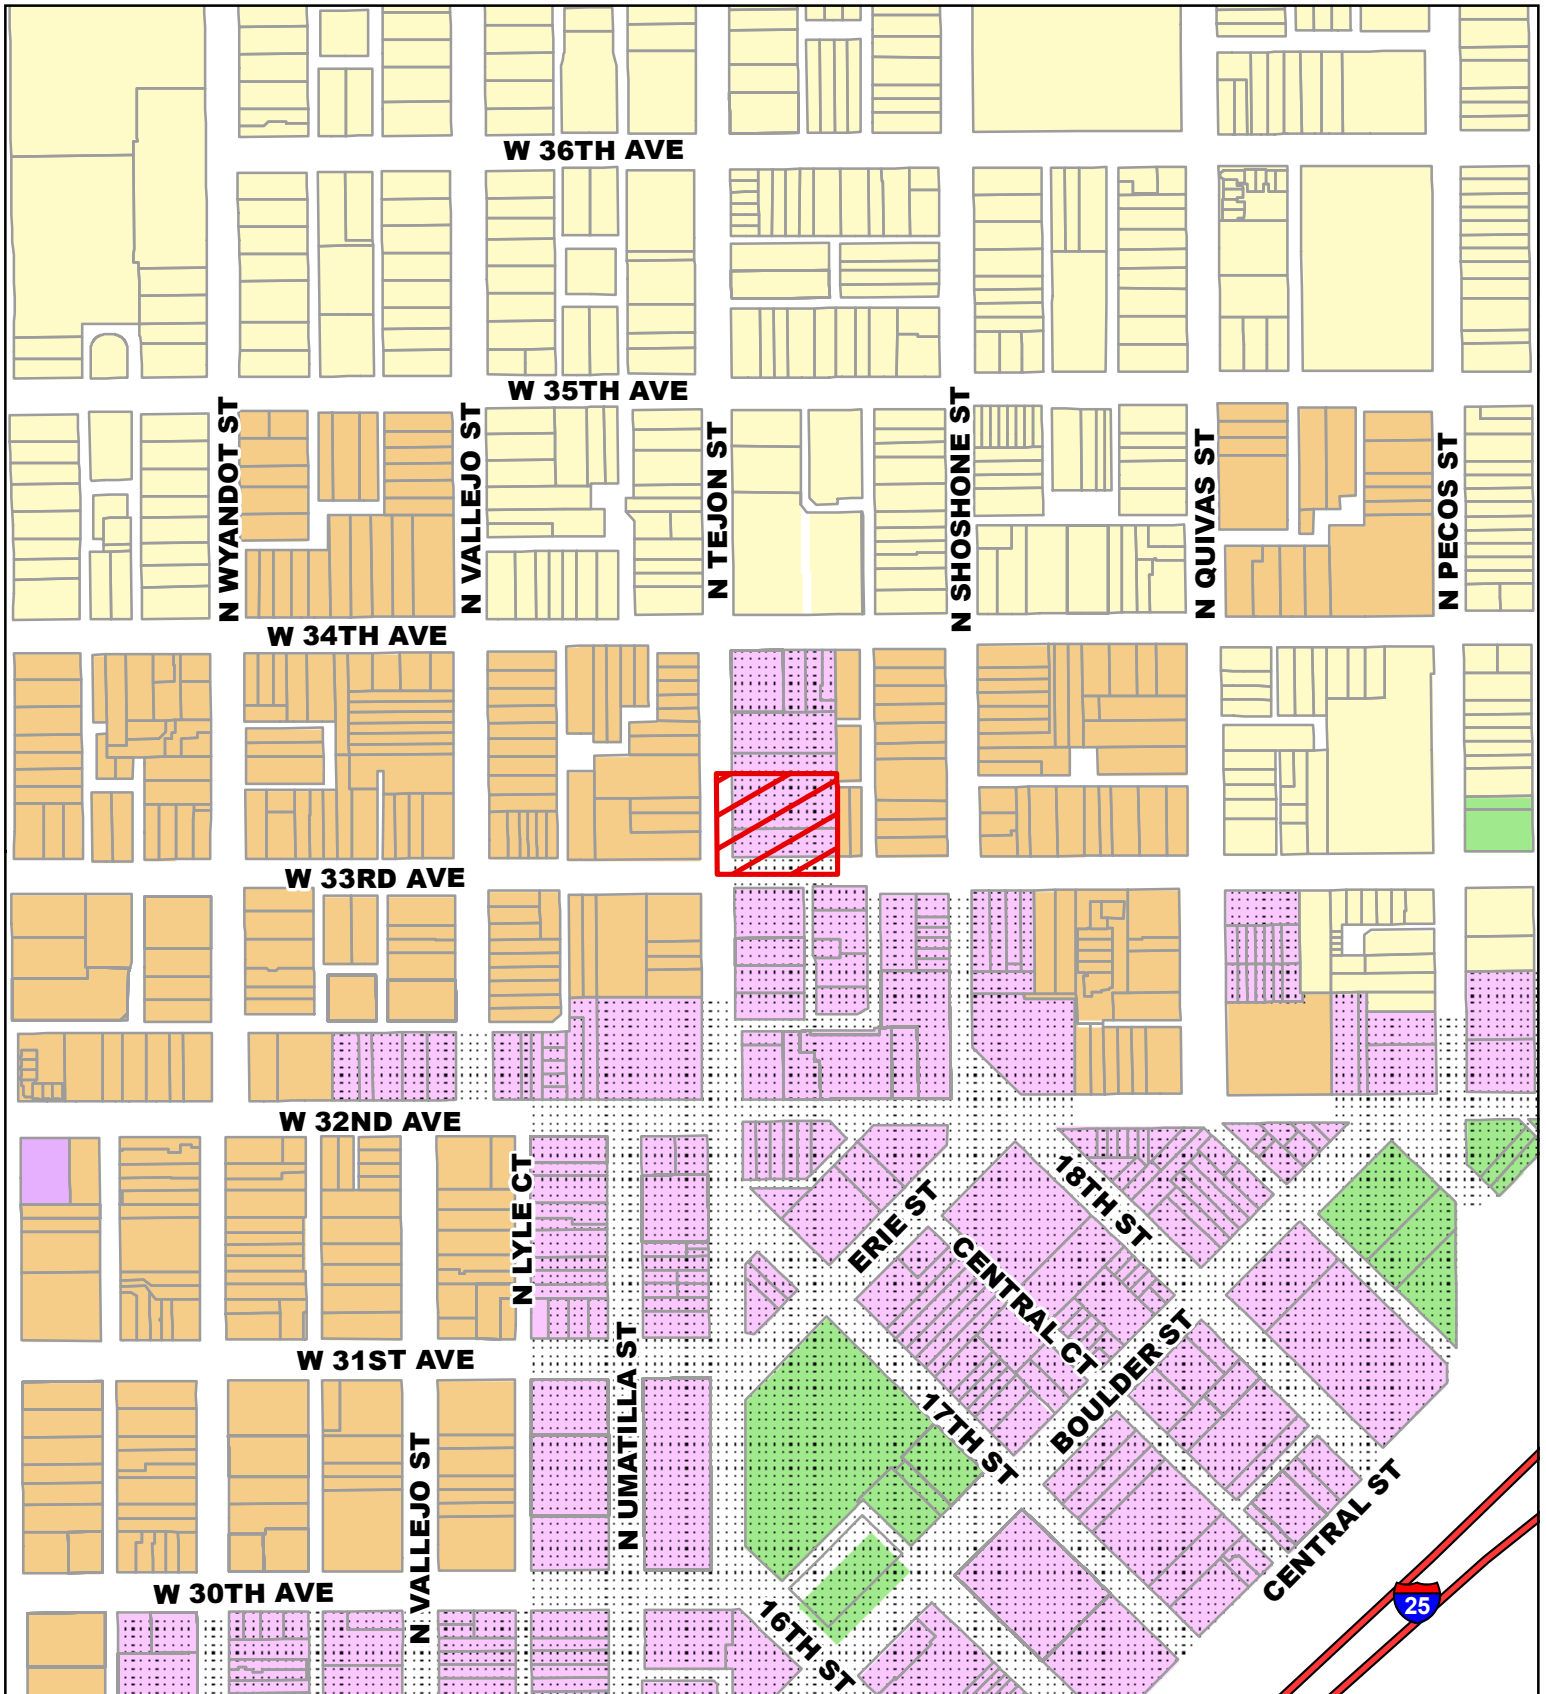 W 36TH AVE
W 35TH AVE
N WYANDOT ST
N VALLEJO ST
N TEJON ST
N SHOSHONE ST
N QUIVAS ST
N PECOS ST
W 34TH AVE
W 33RD AVE
W 32ND AVE
N LYLE CT
ERIE ST
18TH ST
CENTRAL CT
BOULDER ST
W 31ST AVE
N UMATILLA ST
17TH ST
N VALLEJO ST
CENTRAL ST
W 30TH AVE
16TH ST
25